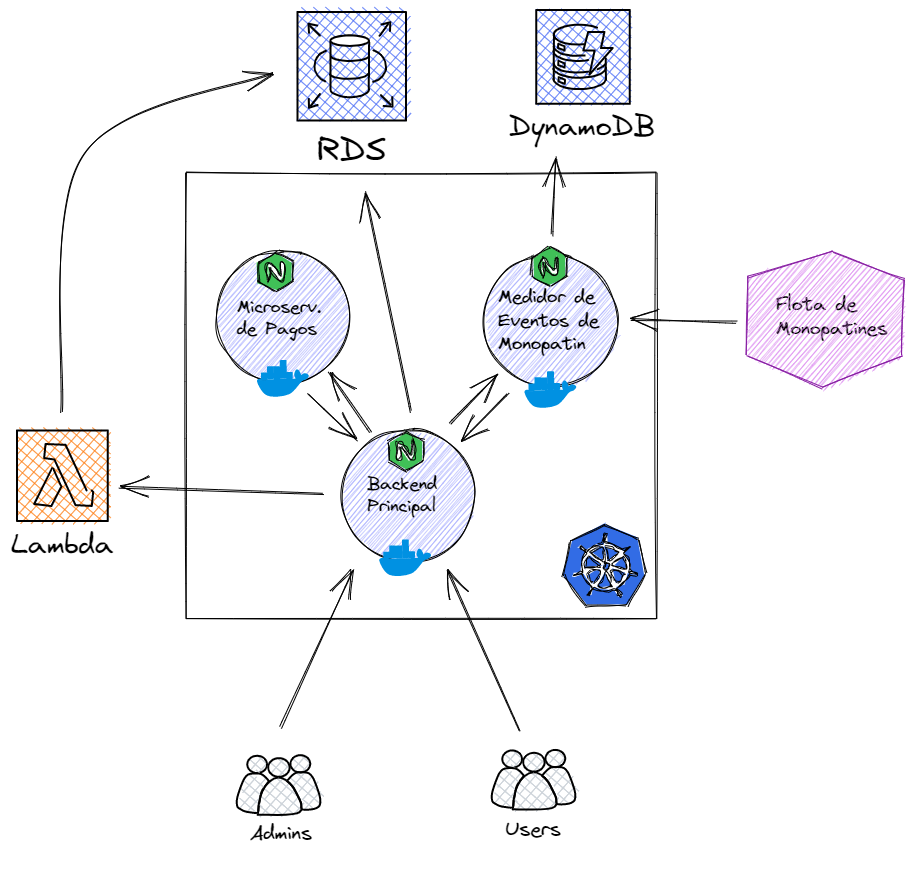 RDS
DynamoDB
N
Microserv.
de Pagos
N
Medidor de
Eventos de
Monopatin
Flota de
Monopatines
N
Backend
Principal
Lambda
Admins
Users